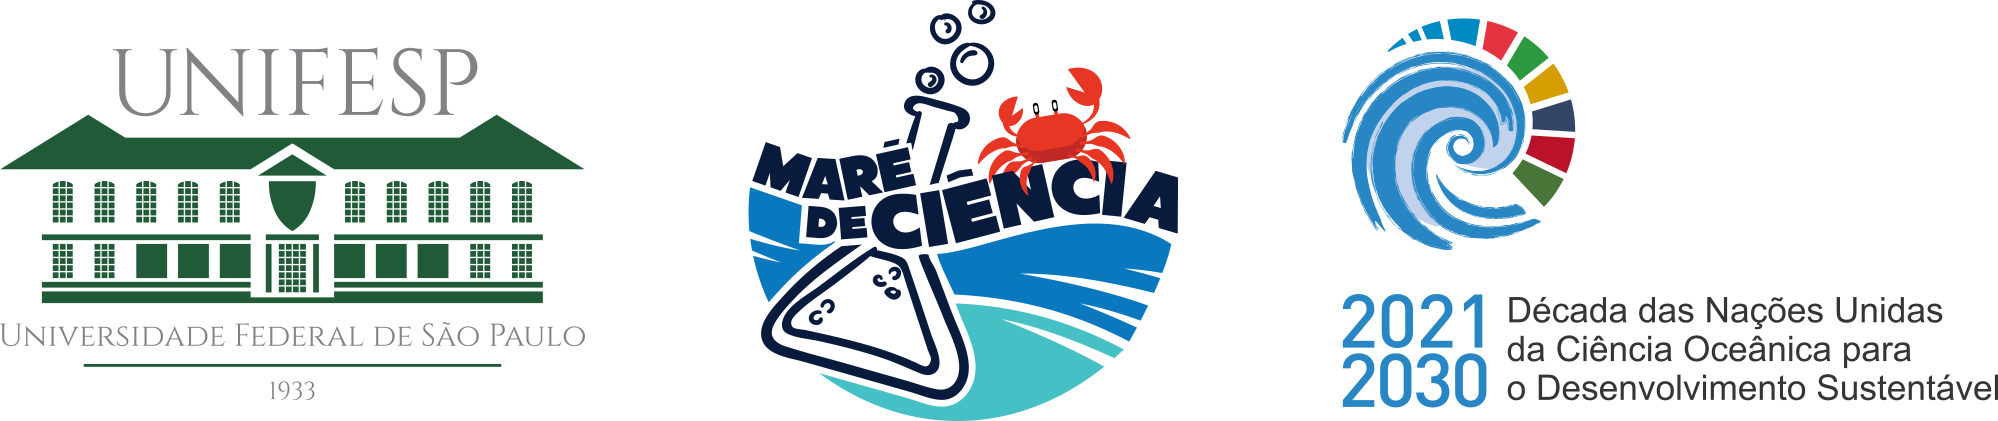 UNIFESP
UNIVERSIDADE FEDERAL DE SÃO PAULO
1933
MARÉ
DE CIÊNCIA
2021
2030
Década das Nações Unidas
da Ciência Oceânica para
o Desenvolvimento Sustentável